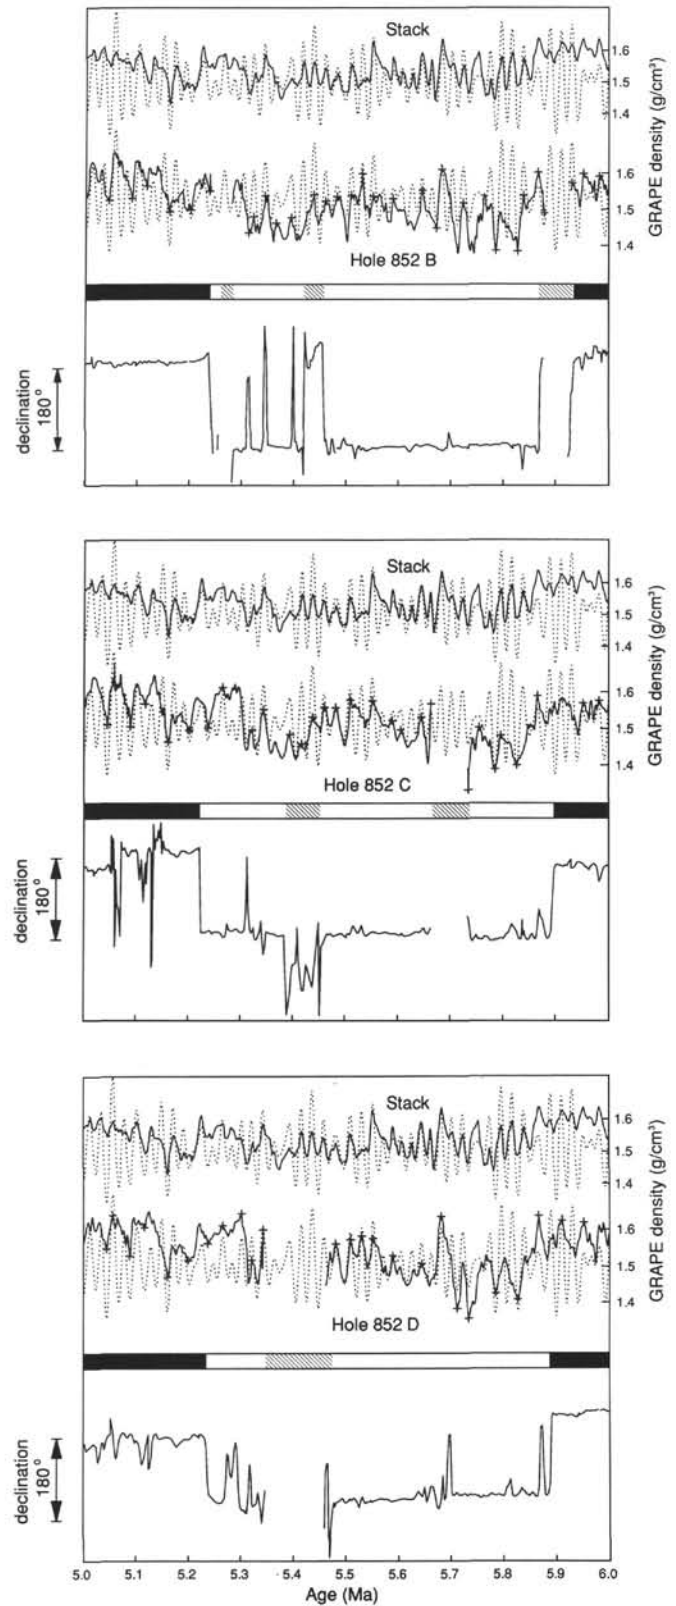 Stack
1.6
1.5
1.4
GRAPE density (g/cm³)
1.6
1.5
1.4
Hole 852 B
declination
180°
Stack
1.6
1.5
1.4
GRAPE density (g/cm³)
1.6
1.5
1.4
Hole 852 C
declination
180°
Stack
1.6
1.5
1.4
GRAPE density (g/cm³)
1.6
1.5
1.4
Hole 852 D
declination
180°
5.0 5.1 5.2 5.3 5.4 5.5 5.6 5.7 5.8 5.9 6.0
Age (Ma)